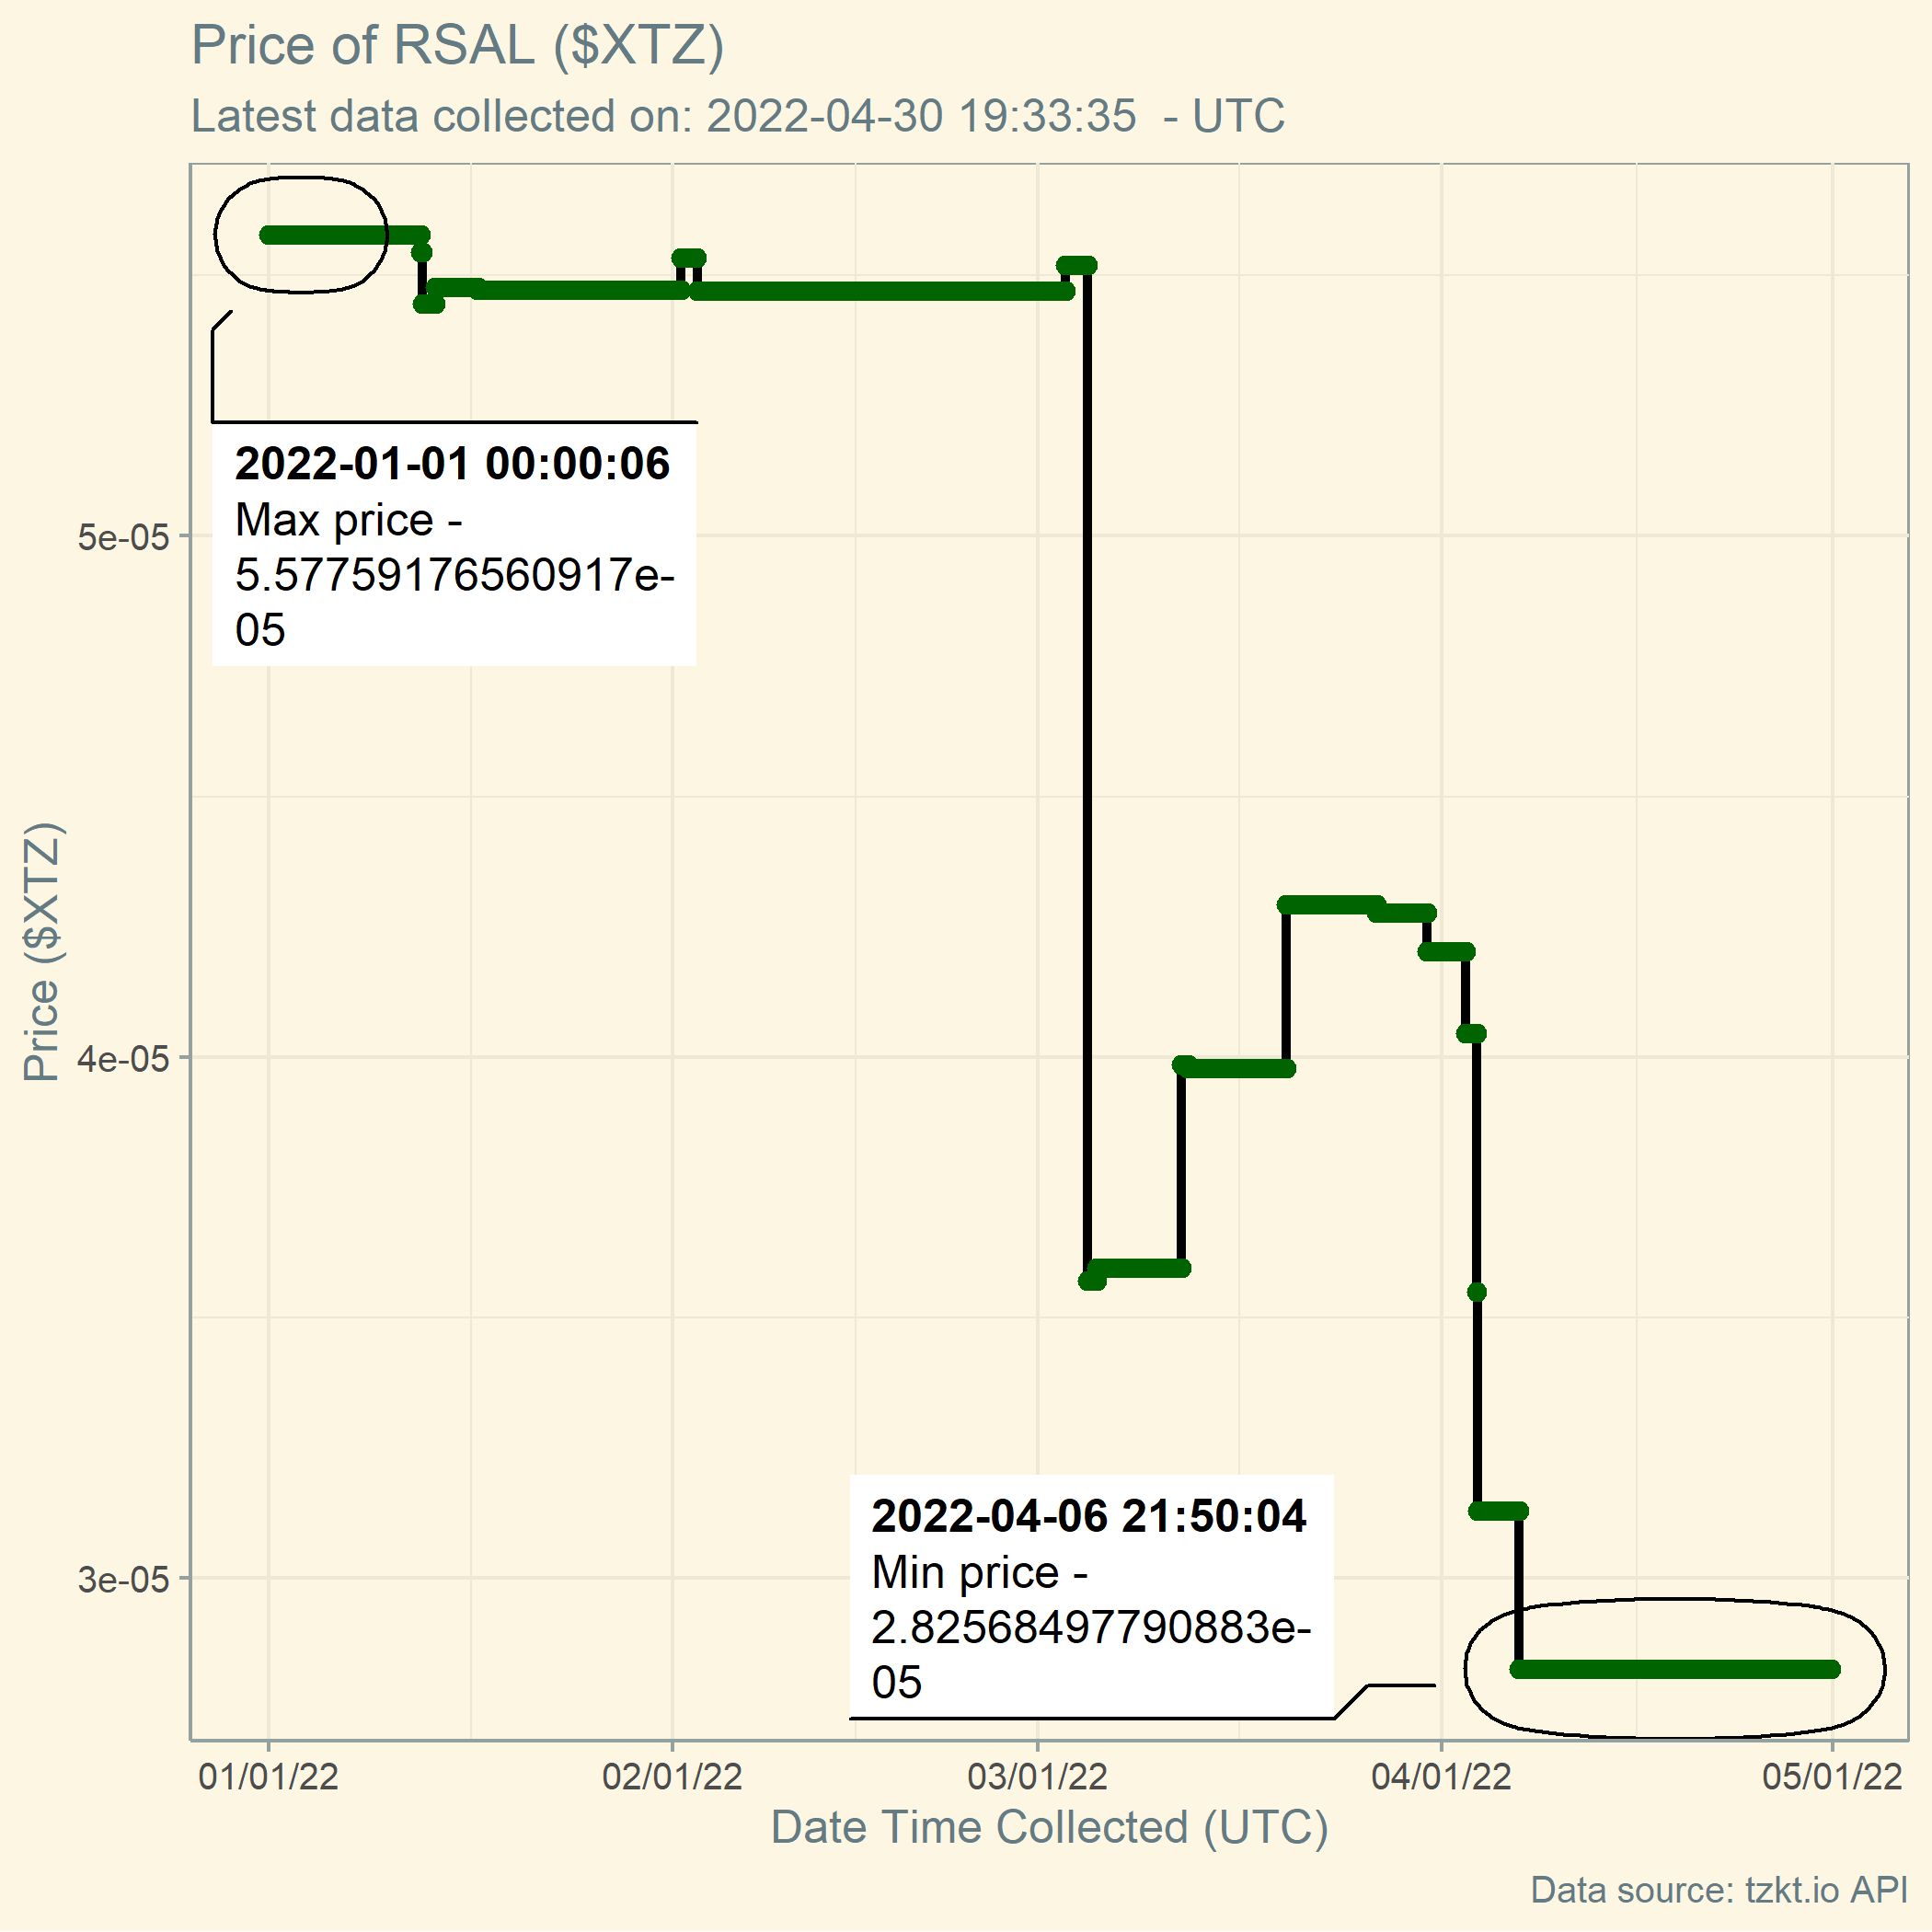 Price of RSAL ($XTZ)
Latest data collected on: 2022-04-30 19:33:35  - UTC
2022-01-01 00:00:06
Max price -
5.57759176560917e-
05
5e-05
Price ($XTZ)
4e-05
2022-04-06 21:50:04
Min price -
2.82568497790883e-
05
3e-05
01/01/22 02/01/22 03/01/22 04/01/22 05/01/22
Date Time Collected (UTC)
Data source: tzkt.io API